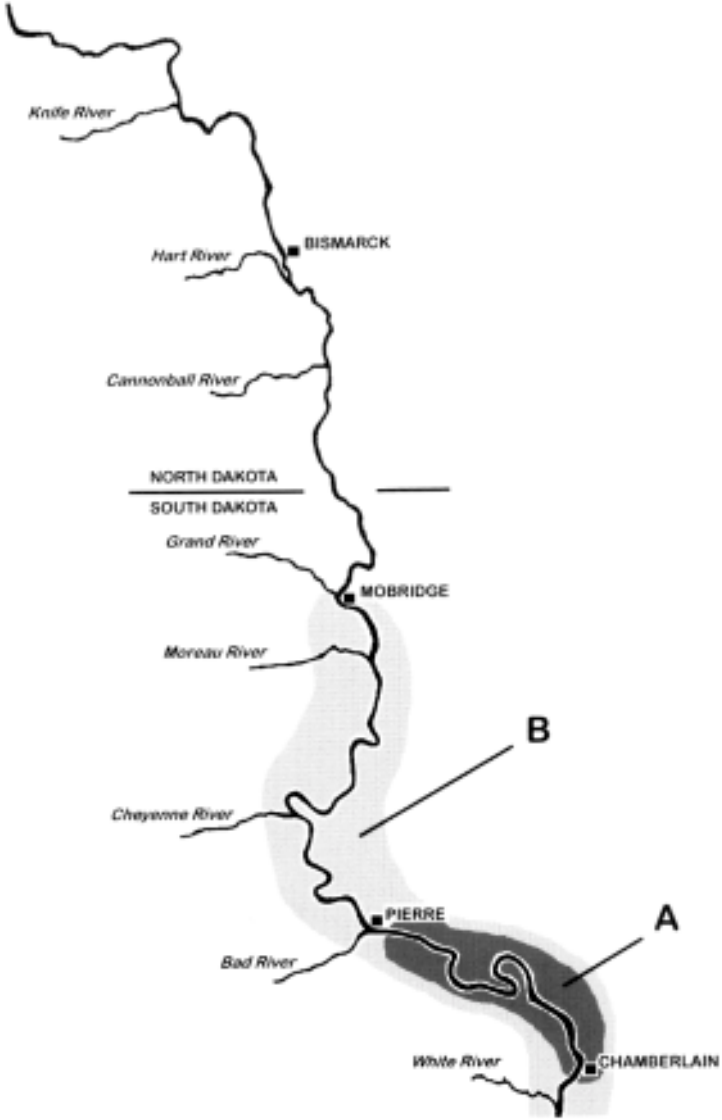 Knife River
BISMARCK
Hart River
Cannonball River
NORTH DAKOTA
SOUTH DAKOTA
Grand River
MOBRIDGE
Moreau River
B
Cheyenne River
PIERRE
A
Bad River
White River
CHAMBERLAIN